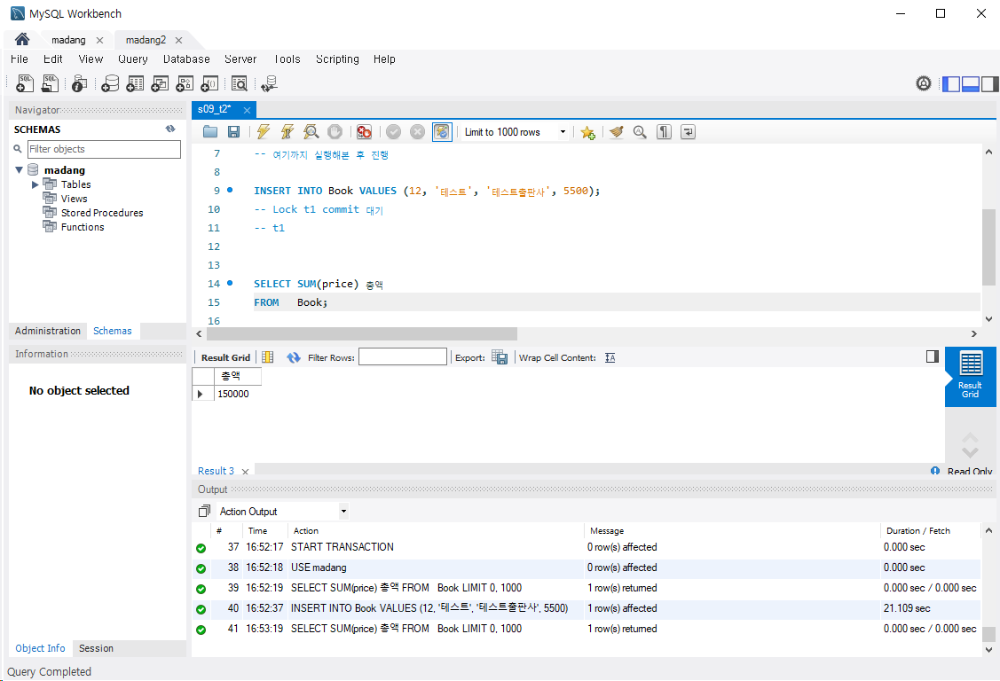 MySQL Workbench
madang
madang2
File Edit View Query Database Server Tools Scripting Help
Navigator
SCHEMAS
Filter objects
madang
Tables
Views
Stored Procedures
Functions
Administration Schemas
Information
No object selected
Object Info Session
s09_t2*
Limit to 1000 rows
7 -- 여기까지 실행해본 후 진행
8
9 INSERT INTO Book VALUES (12, '테스트', '테스트출판사', 5500);
10 -- Lock t1 commit 대기
11 -- t1
12
13
14 SELECT SUM(price) 총액
15 FROM Book;
16
Result Grid Filter Rows: Export: Wrap Cell Content:
총액
150000
Result Grid
Result 3
Read Only
Output
Action Output
# Time Action Message Duration / Fetch
37 16:52:17 START TRANSACTION 0 row(s) affected 0.000 sec
38 16:52:18 USE madang 0 row(s) affected 0.000 sec
39 16:52:19 SELECT SUM(price) 총액 FROM Book LIMIT 0, 1000 1 row(s) returned 0.000 sec / 0.000 sec
40 16:52:37 INSERT INTO Book VALUES (12, '테스트', '테스트출판사', 5500) 1 row(s) affected 21.109 sec
41 16:53:19 SELECT SUM(price) 총액 FROM Book LIMIT 0, 1000 1 row(s) returned 0.000 sec / 0.000 sec
Query Completed